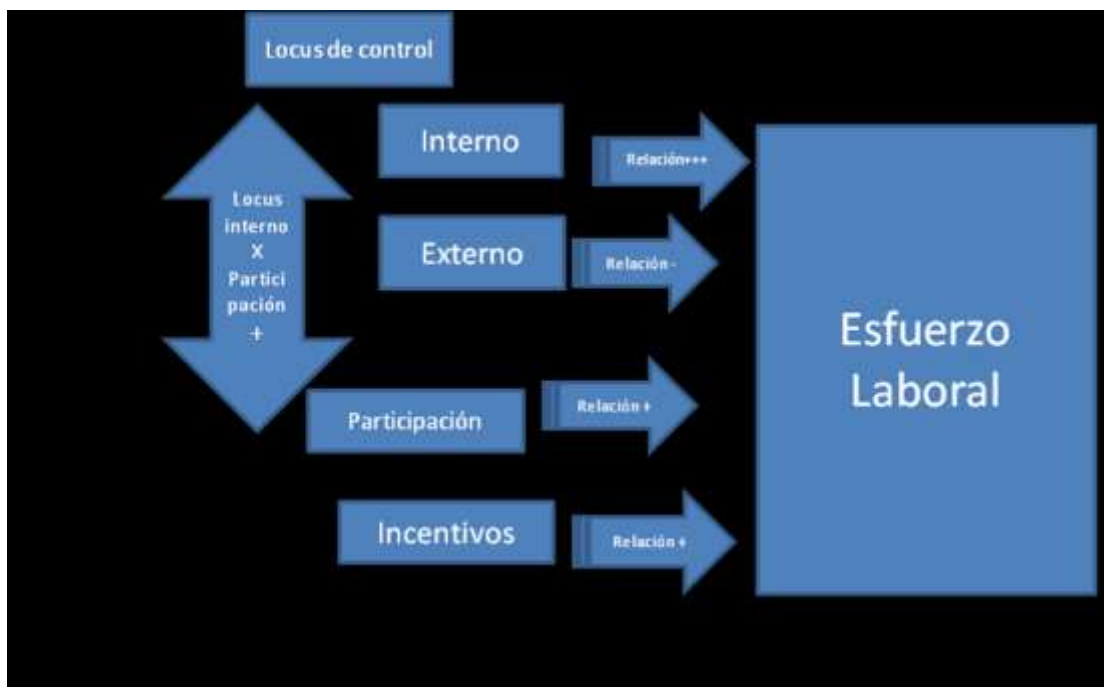 Locus de control
Interno
Relación+++
Externo
Relación-
Locus
interno
X
Partici
pación
+
Participación
Relación +
Incentivos
Relación +
Esfuerzo
Laboral